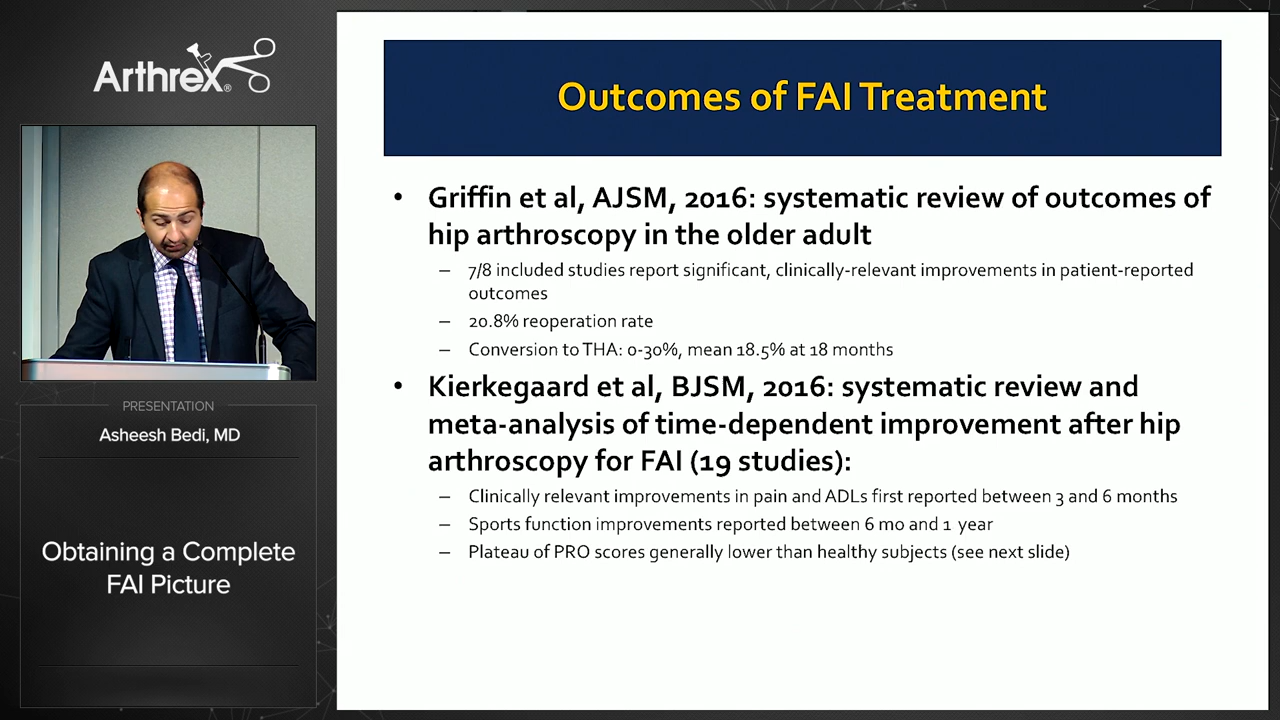 Arthrex®
PRESENTATION
Asheesh Bedi, MD
Obtaining a Complete
FAI Picture
Outcomes of FAI Treatment
• Griffin et al, AJSM, 2016: systematic review of outcomes of
hip arthroscopy in the older adult
– 7/8 included studies report significant, clinically-relevant improvements in patient-reported
outcomes
– 20.8% reoperation rate
– Conversion to THA: 0-30%, mean 18.5% at 18 months
• Kierkegaard et al, BJSM, 2016: systematic review and
meta-analysis of time-dependent improvement after hip
arthroscopy for FAI (19 studies):
– Clinically relevant improvements in pain and ADLs first reported between 3 and 6 months
– Sports function improvements reported between 6 mo and 1 year
– Plateau of PRO scores generally lower than healthy subjects (see next slide)